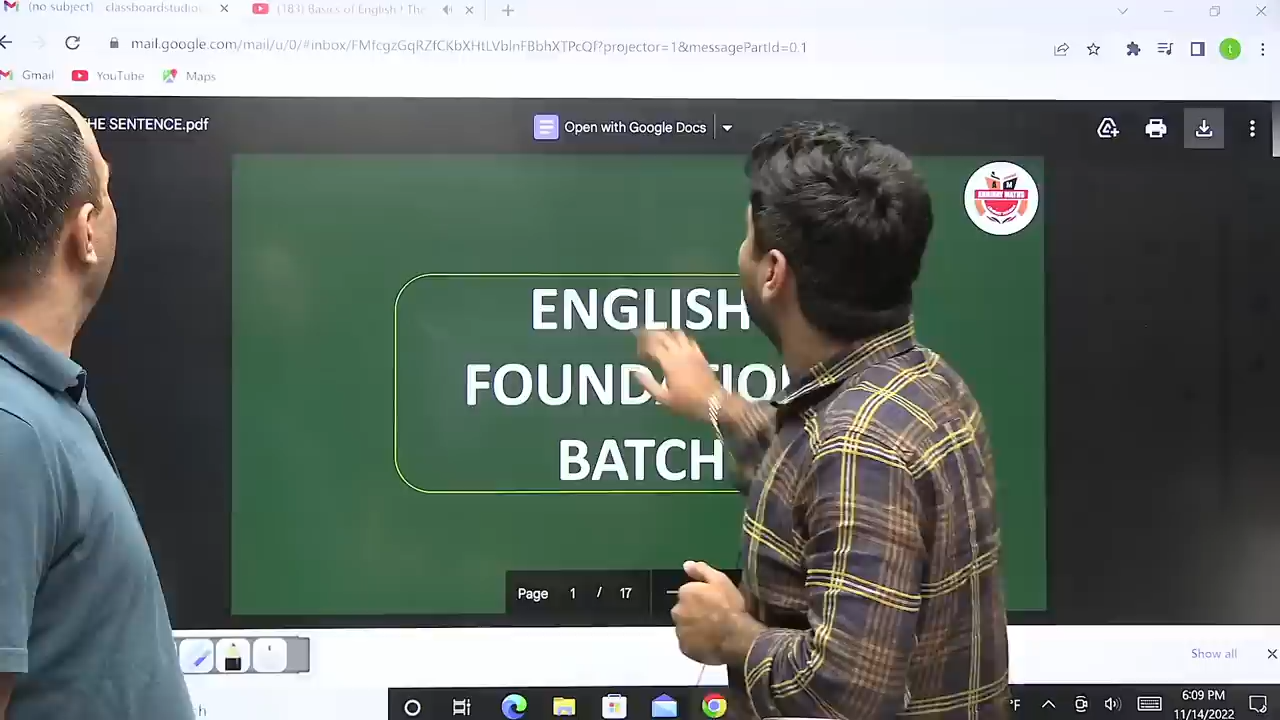 (no subject) classboardstudios
(183) Basics of English ! The
mail.google.com/mail/u/0/#inbox/FMfcgzGqRZfCKbXHtLVblnFBbhXTPcQf?projector=1&messagePartId=0.1
t
Gmail YouTube Maps
HE SENTENCE.pdf
Open with Google Docs
A M
ENGLISH
FOUNDATION
BATCH
Page 1 / 17
Show all
6:09 PM
11/14/2022